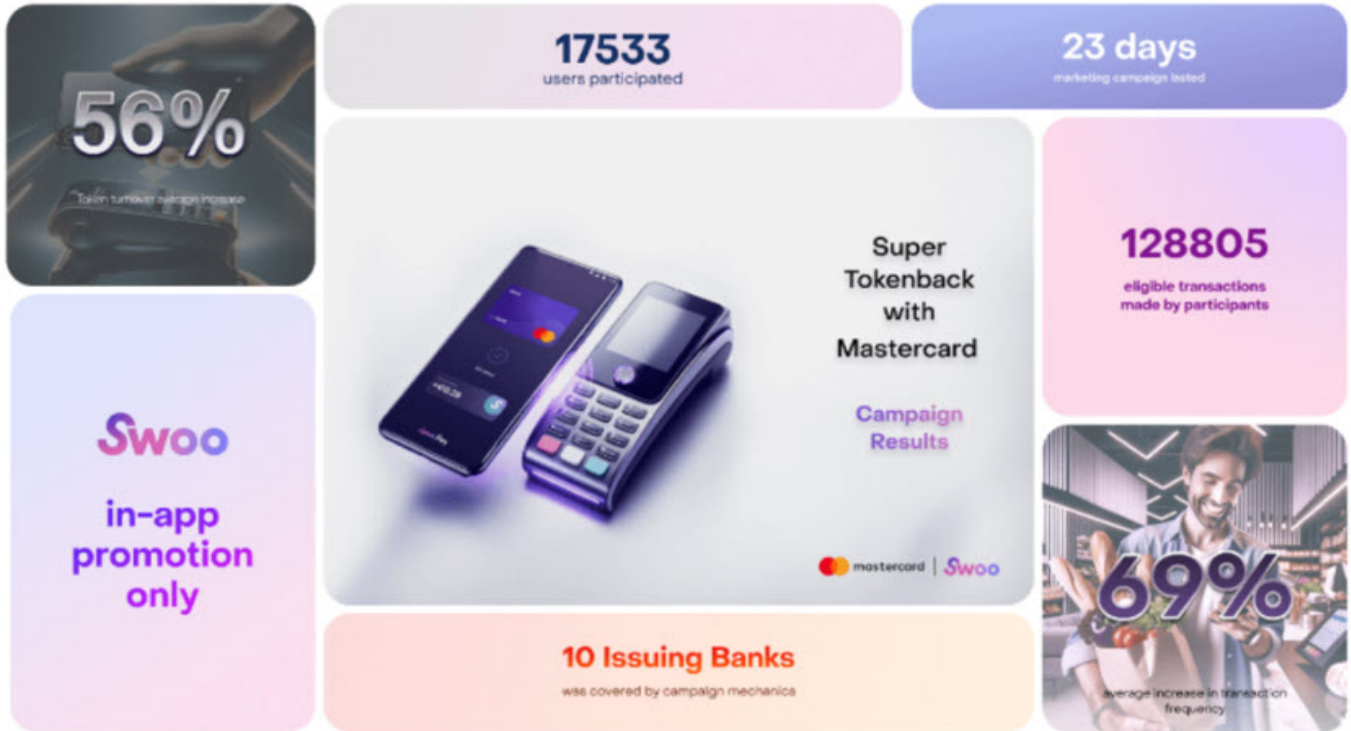 56%
Token turnover average increase
17533
users participated
23 days
marketing campaign lasted
Super
Tokenback
with
Mastercard
Campaign
Results
mastercard | Swoo
128805
eligible transactions
made by participants
Swoo
in-app
promotion
only
10 Issuing Banks
was covered by campaign mechanics
69%
average increase in transaction
frequency